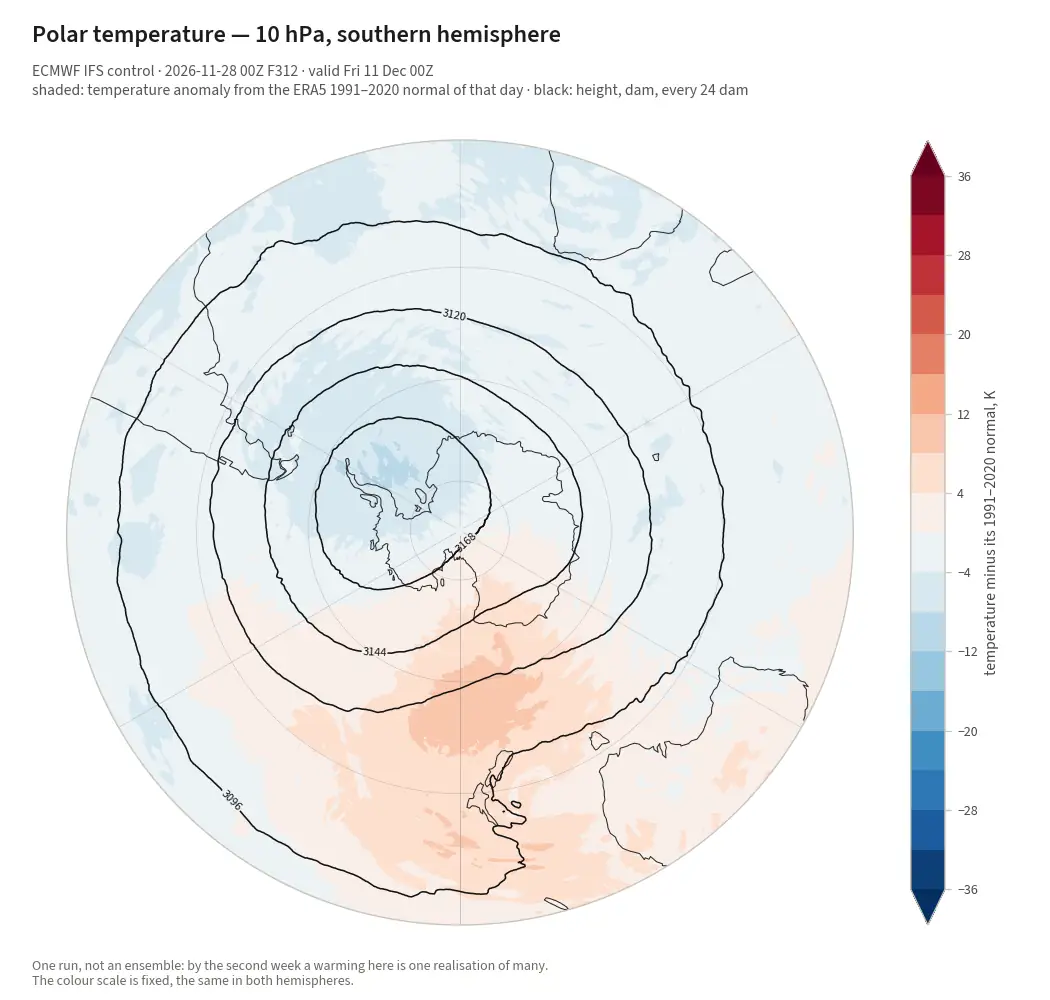 Polar temperature — 10 hPa, southern hemisphere
ECMWF IFS control · 2026-11-28 00Z F312 · valid Fri 11 Dec 00Z
shaded: temperature anomaly from the ERA5 1991–2020 normal of that day · black: height, dam, every 24 dam
3120
3168
3144
3096
36
28
20
12
4
−4
−12
−20
−28
−36
temperature minus its 1991–2020 normal, K
One run, not an ensemble: by the second week a warming here is one realisation of many.
The colour scale is fixed, the same in both hemispheres.